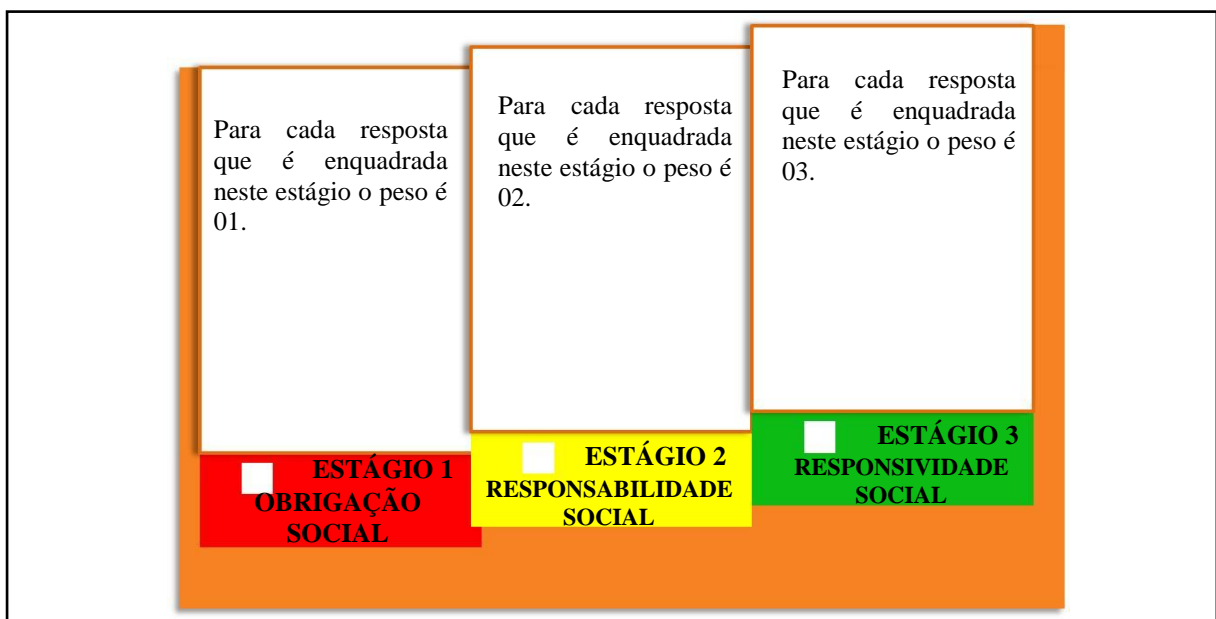 Para cada resposta
que é enquadrada
neste estágio o peso é
01.
ESTÁGIO 1
OBRIGAÇÃO
SOCIAL
Para cada resposta
que é enquadrada
neste estágio o peso é
02.
ESTÁGIO 2
RESPONSABILIDADE
SOCIAL
Para cada resposta
que é enquadrada
neste estágio o peso é
03.
ESTÁGIO 3
RESPONSIVIDADE
SOCIAL